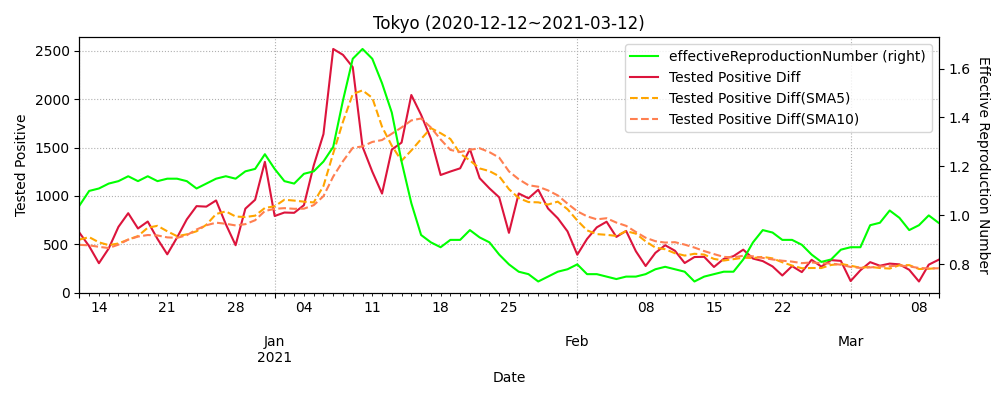 Tokyo (2020-12-12~2021-03-12)
effectiveReproductionNumber (right)
Tested Positive Diff
Tested Positive Diff(SMA5)
Tested Positive Diff(SMA10)
Tested Positive
2500
2000
1500
1000
500
0
1.6
1.4
1.2
1.0
0.8
Effective Reproduction Number
14 21 28 04 11 18 25 08 15 22 08
Jan Feb Mar
2021
Date